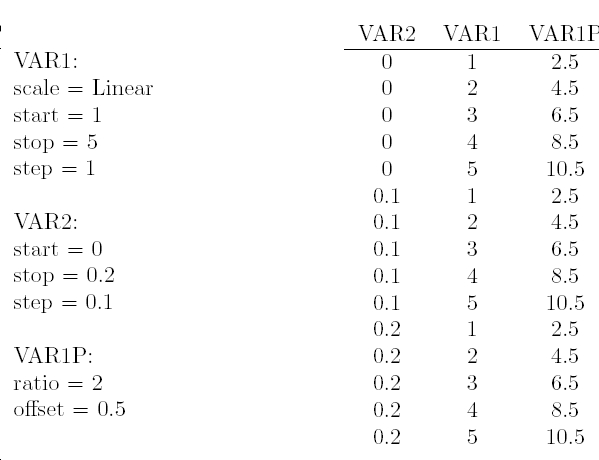 VAR1:
scale = Linear
start = 1
stop = 5
step = 1
VAR2:
start = 0
stop = 0.2
step = 0.1
VAR1P:
ratio = 2
offset = 0.5
VAR2 VAR1 VAR1P
0 1 2.5
0 2 4.5
0 3 6.5
0 4 8.5
0 5 10.5
0.1 1 2.5
0.1 2 4.5
0.1 3 6.5
0.1 4 8.5
0.1 5 10.5
0.2 1 2.5
0.2 2 4.5
0.2 3 6.5
0.2 4 8.5
0.2 5 10.5